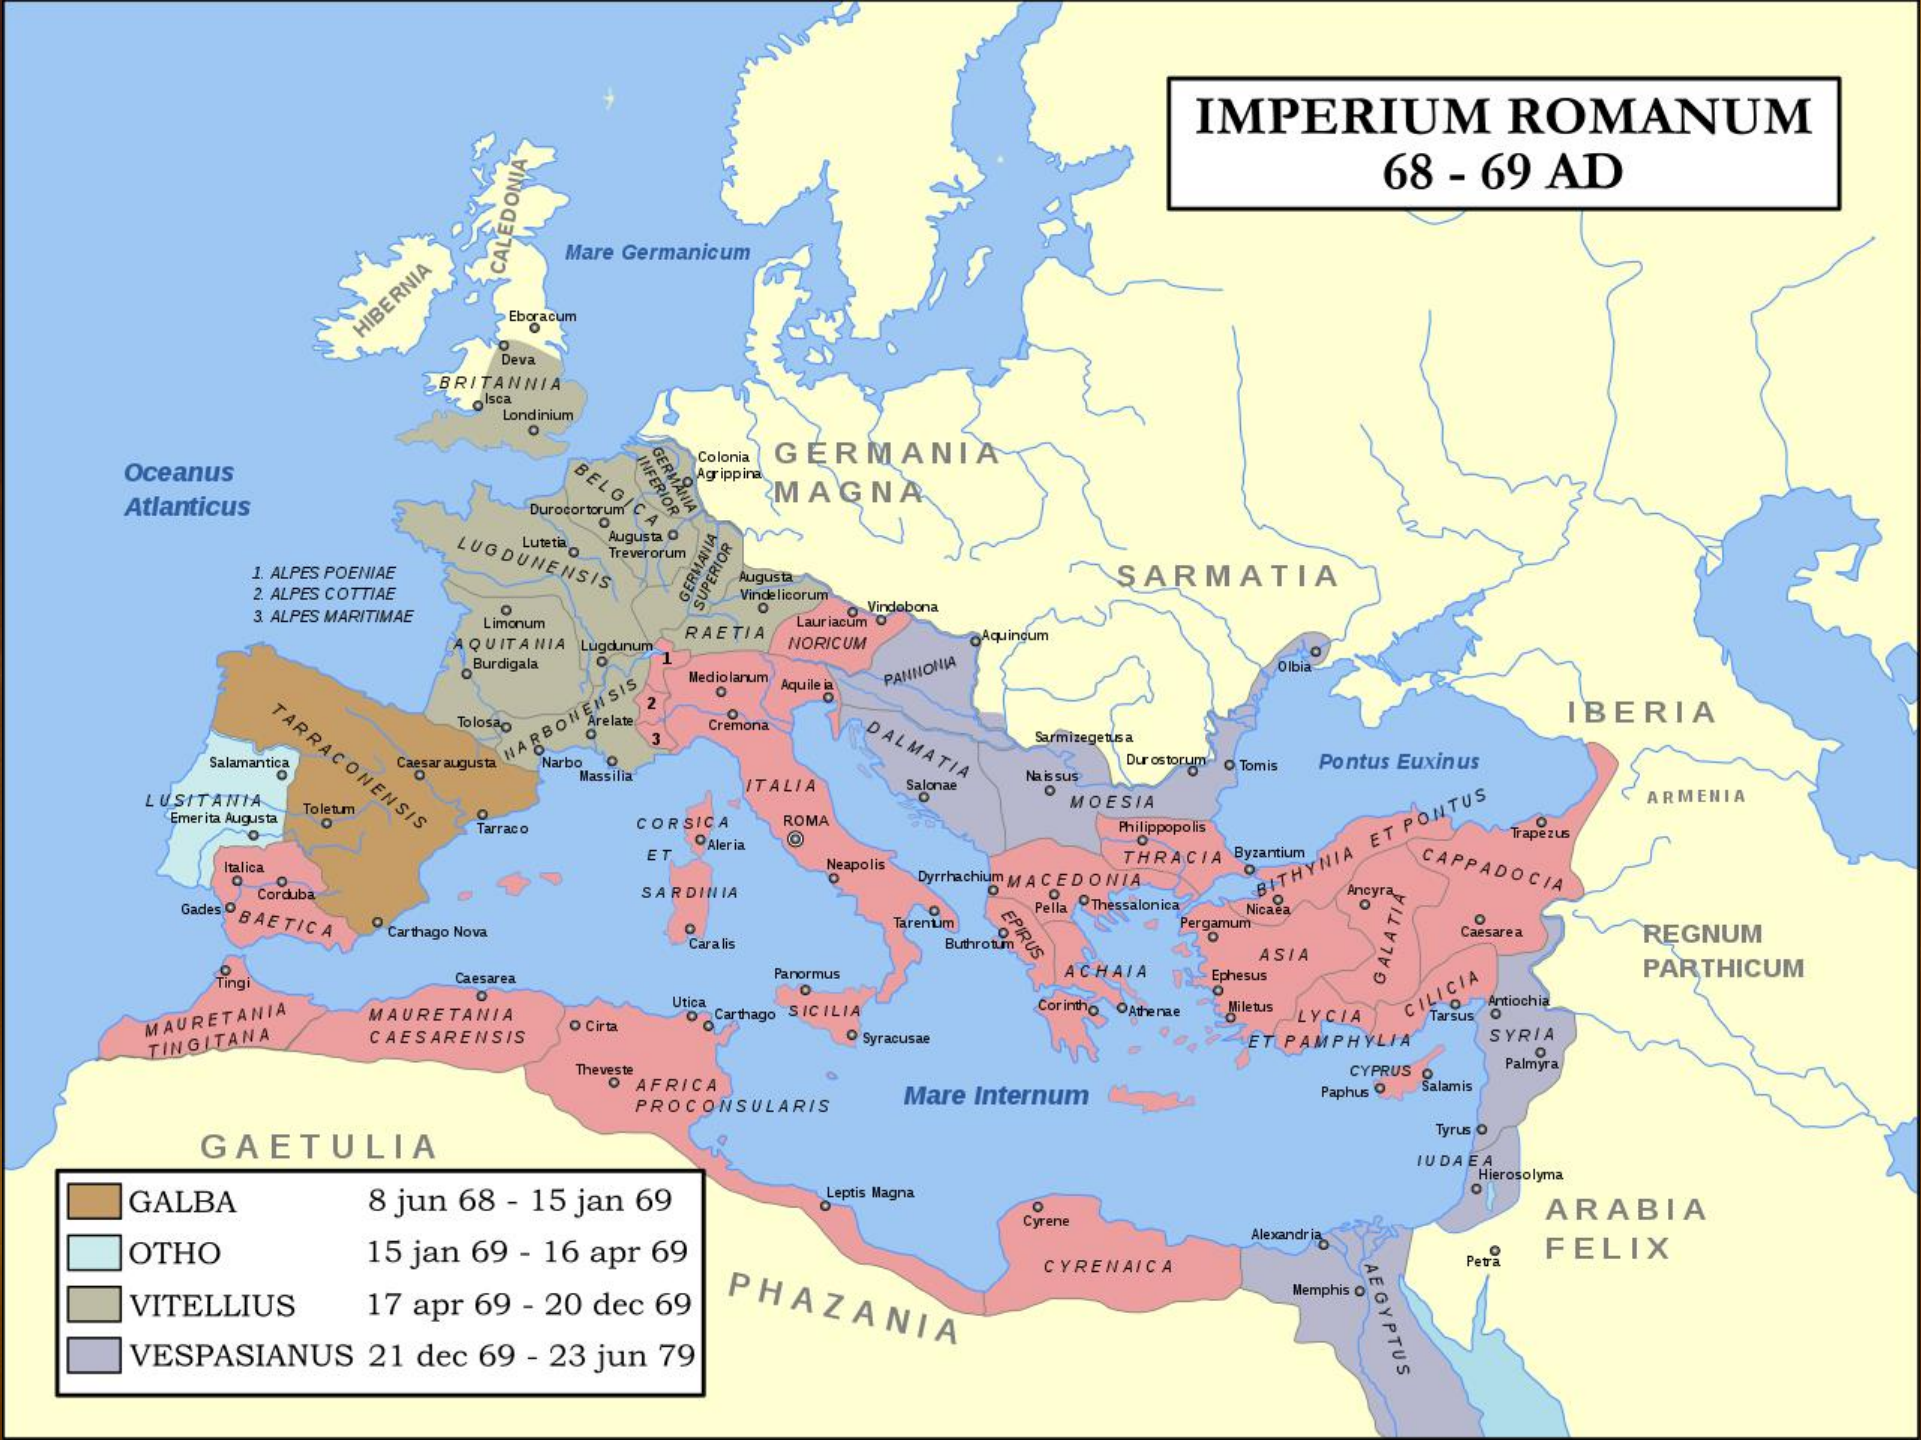 IMPERIUM ROMANUM
68 - 69 AD
CALEDONIA
HIBERNIA
Mare Germanicum
Eboracum
Deva
BRITANNIA
Isca
Londinium
Oceanus
Atlanticus
GERMANIA
MAGNA
Colonia
Agrippina
GERMANIA
INFERIOR
BELGICA
Durocortorum
Augusta
Treverorum
Lutetia
LUGDUNENSIS
GERMANIA
SUPERIOR
Augusta
Vindelicorum
SARMATIA
1. ALPES POENIAE
2. ALPES COTTIAE
3. ALPES MARITIMAE
Limonum
AQUITANIA
Lugdunum
Burdigala
RAETIA
Lauriacum
NORICUM
Vindobona
Aquincum
PANNONIA
Olbia
1
2
3
Mediolanum
Aquileia
Cremona
Tolosa
NARBONENSIS
Arelate
Narbo
Massilia
TARRACONENSIS
Caesaraugusta
Salamantica
LUSITANIA
Toletum
Emerita Augusta
Tarraco
Italica
Corduba
Gades
BAETICA
Carthago Nova
DALMATIA
Salonae
Sarmizegetusa
Durostorum
Tomis
Naissus
MOESIA
Pontus Euxinus
IBERIA
ARMENIA
ITALIA
ROMA
CORSICA
Aleria
ET
SARDINIA
Caralis
Neapolis
Tarentum
Dyrrhachium
Buthrotum
Philippopolis
THRACIA
Byzantium
MACEDONIA
Pella
Thessalonica
EPIRUS
ACHAIA
Corinth
Athenae
BITHYNIA ET PONTUS
Trapezus
CAPPADOCIA
Ancyra
Nicaea
GALATIA
Pergamum
ASIA
Caesarea
Ephesus
Miletus
LYCIA
ET PAMPHYLIA
CILICIA
Tarsus
Antiochia
SYRIA
Palmyra
CYPRUS
Paphus
Salamis
REGNUM
PARTHICUM
Tingi
MAURETANIA
TINGITANA
Caesarea
MAURETANIA
CAESARENSIS
Cirta
Utica
Carthago
Panormus
SICILIA
Syracusae
Theveste
AFRICA
PROCONSULARIS
Mare Internum
Tyrus
IUDAEA
Hierosolyma
GAETULIA
Leptis Magna
Cyrene
CYRENAICA
Alexandria
Memphis
AEGYPTUS
Petra
ARABIA
FELIX
PHAZANIA
GALBA 8 jun 68 - 15 jan 69
OTHO 15 jan 69 - 16 apr 69
VITELLIUS 17 apr 69 - 20 dec 69
VESPASIANUS 21 dec 69 - 23 jun 79